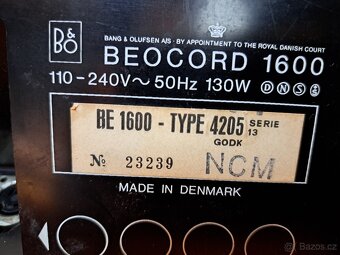 B&O
BANG & OLUFSEN A/S · BY APPOINTMENT TO THE ROYAL DANISH COURT
BEOCORD 1600
110-240V~ 50Hz 130W D N S
BE 1600 - TYPE 4205 SERIE 13
GODK
№ 23239 NCM
MADE IN DENMARK
Bazoš.cz